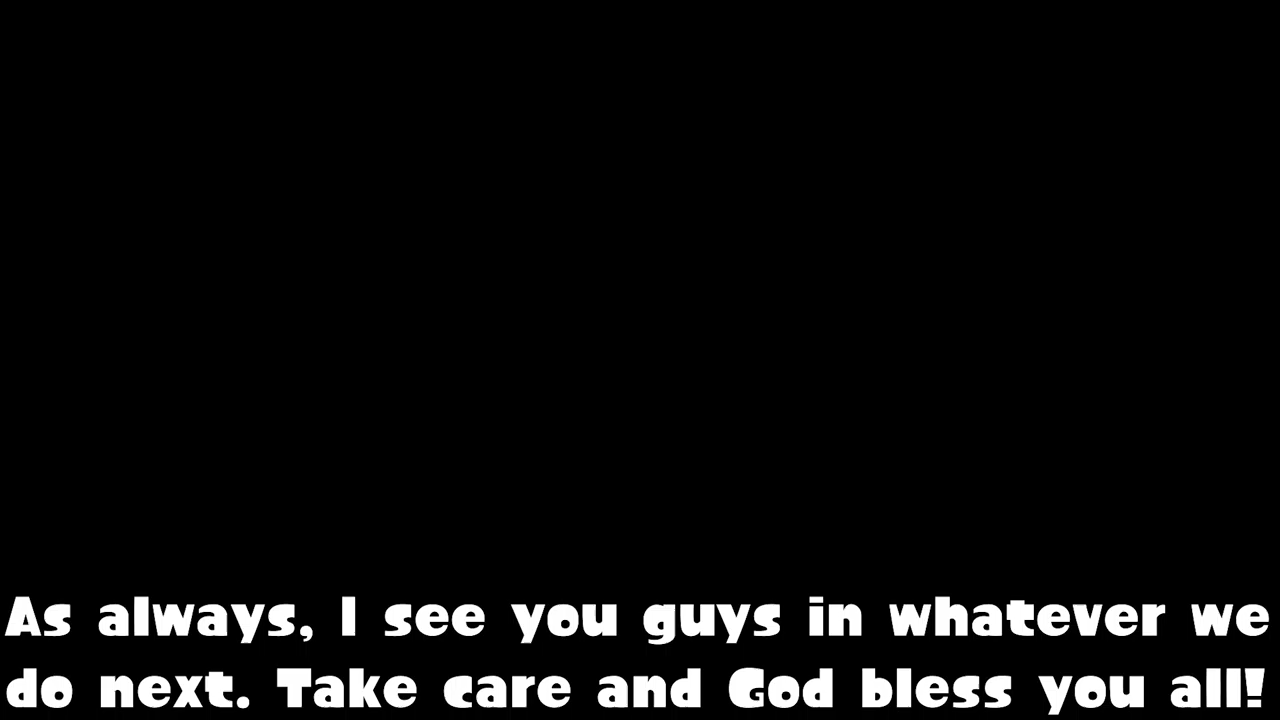 As always, I see you guys in whatever we
do next. Take care and God bless you all!